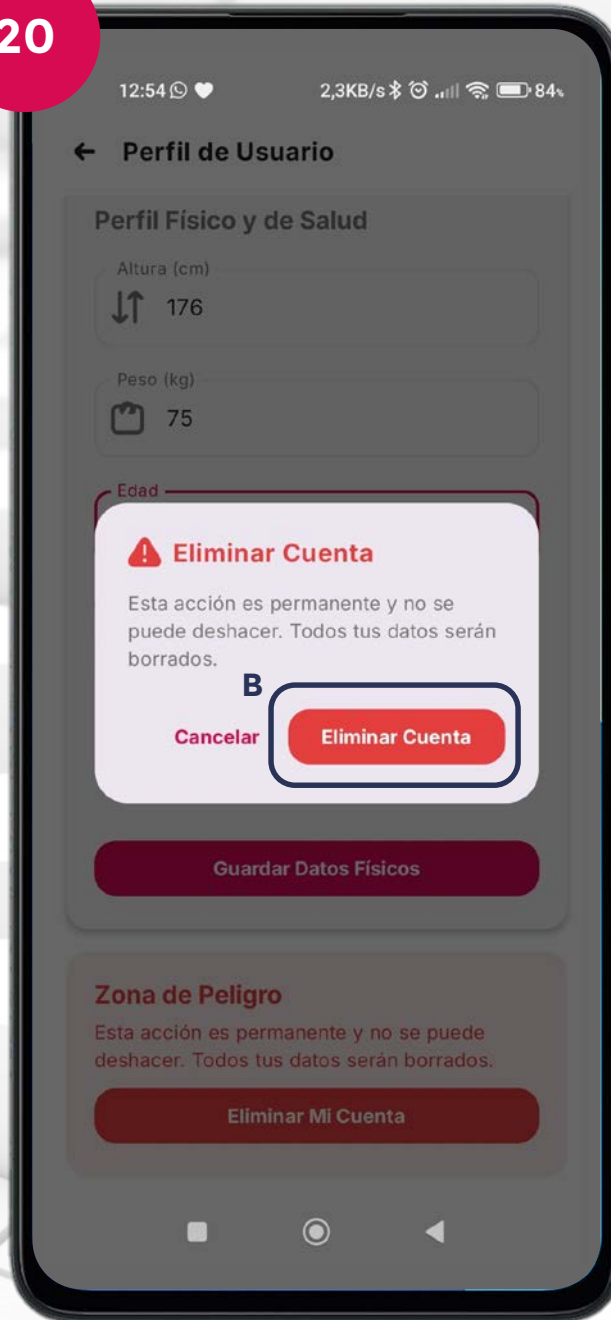 20
12:54 2,3KB/s 84%
Perfil de Usuario
Perfil Físico y de Salud
Altura (cm)
176
Peso (kg)
75
Edad
Eliminar Cuenta
Esta acción es permanente y no se
puede deshacer. Todos tus datos serán
borrados.
B
Cancelar Eliminar Cuenta
Guardar Datos Físicos
Zona de Peligro
Esta acción es permanente y no se puede
deshacer. Todos tus datos serán borrados.
Eliminar Mi Cuenta